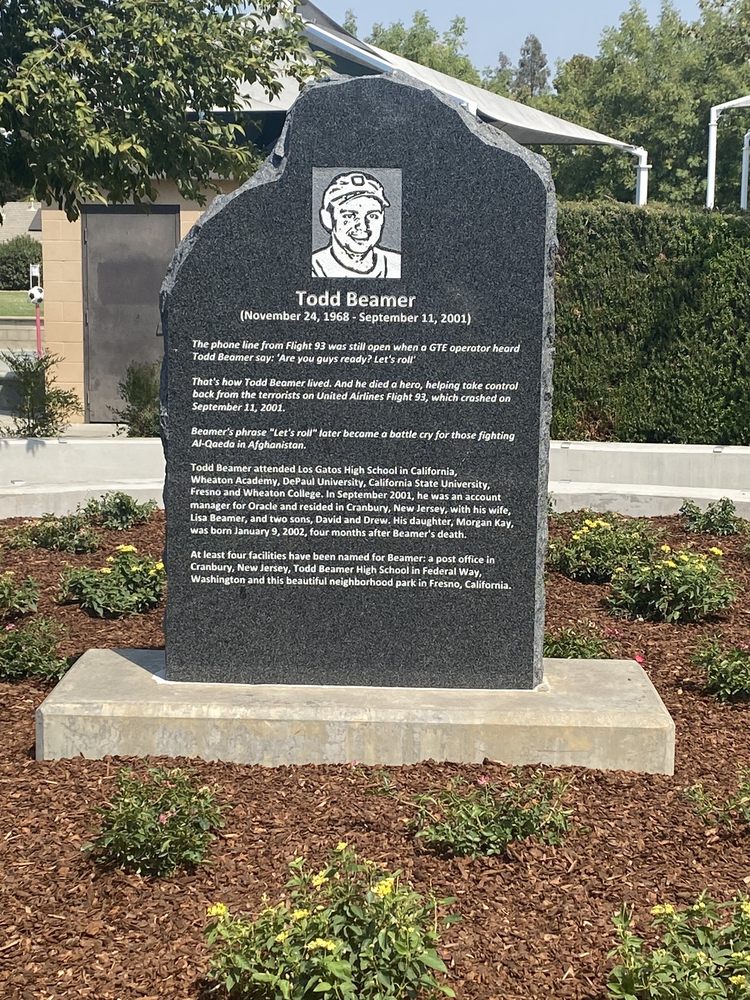 Todd Beamer
(November 24, 1968 - September 11, 2001)
The phone line from Flight 93 was still open when a GTE operator heard
Todd Beamer say: 'Are you guys ready? Let's roll'
That's how Todd Beamer lived. And he died a hero, helping take control
back from the terrorists on United Airlines Flight 93, which crashed on
September 11, 2001.
Beamer's phrase "Let's roll" later became a battle cry for those fighting
Al-Qaeda in Afghanistan.
Todd Beamer attended Los Gatos High School in California,
Wheaton Academy, DePaul University, California State University,
Fresno and Wheaton College. In September 2001, he was an account
manager for Oracle and resided in Cranbury, New Jersey, with his wife,
Lisa Beamer, and two sons, David and Drew. His daughter, Morgan Kay,
was born January 9, 2002, four months after Beamer's death.
At least four facilities have been named for Beamer: a post office in
Cranbury, New Jersey, Todd Beamer High School in Federal Way,
Washington and this beautiful neighborhood park in Fresno, California.